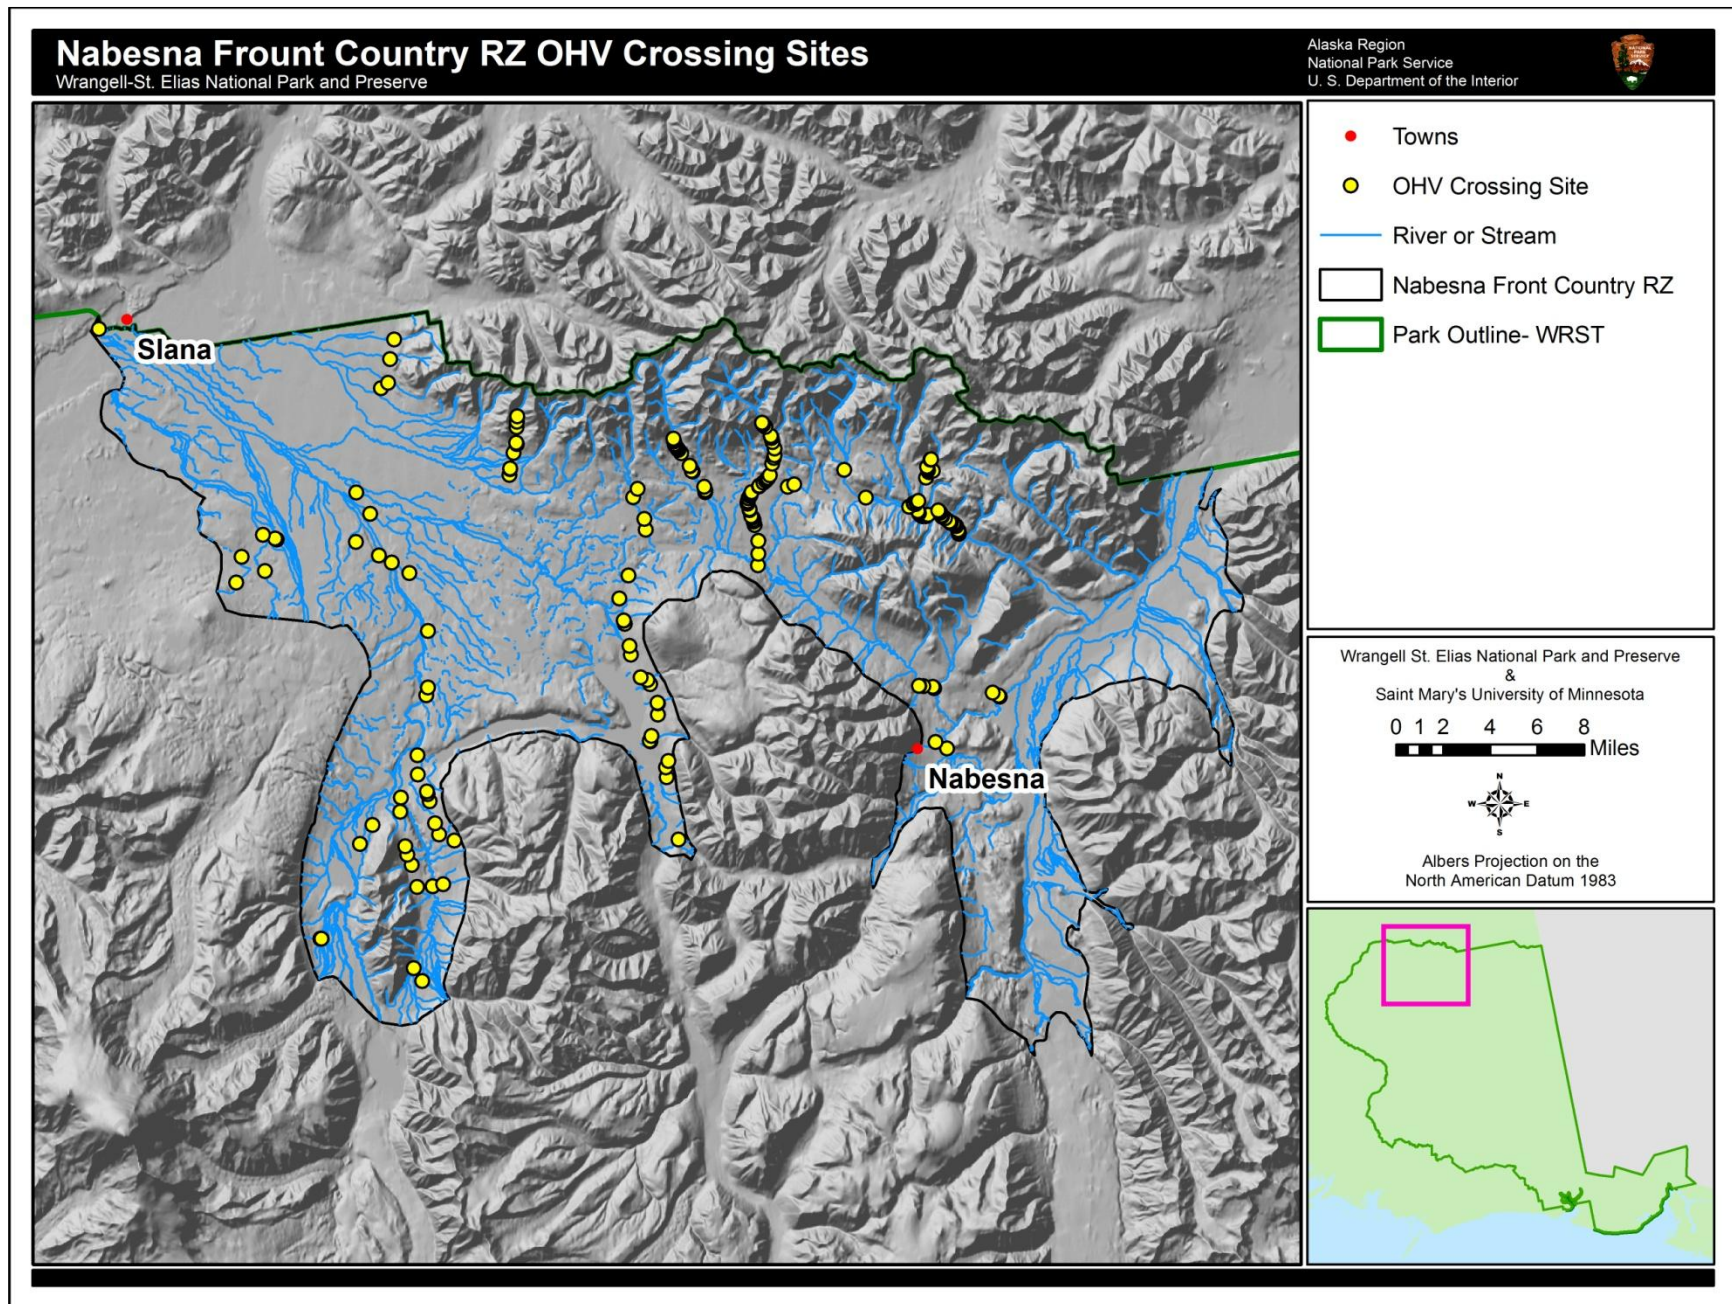 Nabesna Frount Country RZ OHV Crossing Sites
Wrangell-St. Elias National Park and Preserve
Alaska Region
National Park Service
U. S. Department of the Interior
NATIONAL
PARK
SERVICE
Slana
Nabesna
Towns
OHV Crossing Site
River or Stream
Nabesna Front Country RZ
Park Outline- WRST
Wrangell St. Elias National Park and Preserve
&
Saint Mary's University of Minnesota
0 1 2 4 6 8
Miles
N
W E
S
Albers Projection on the
North American Datum 1983